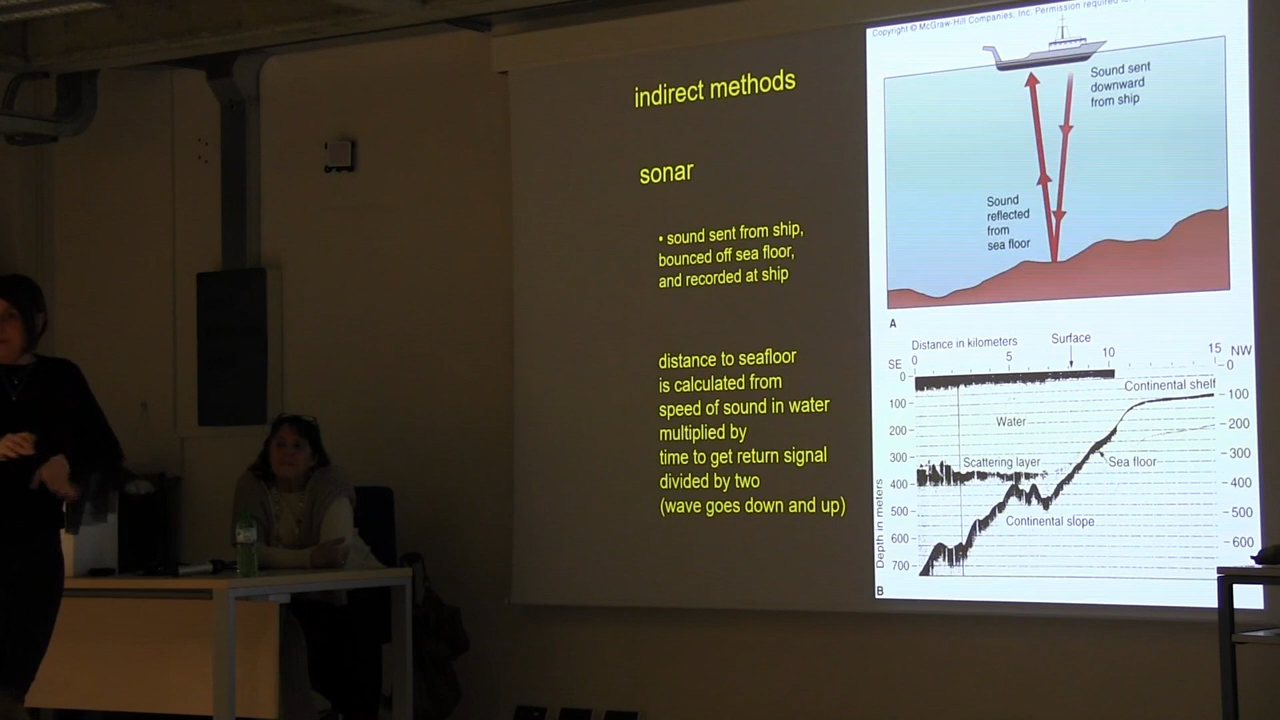 indirect methods
sonar
• sound sent from ship,
bounced off sea floor,
and recorded at ship
distance to seafloor
is calculated from
speed of sound in water
multiplied by
time to get return signal
divided by two
(wave goes down and up)
Copyright © McGraw-Hill Companies, Inc. Permission required
Sound sent
downward
from ship
Sound
reflected
from
sea floor
A
Distance in kilometers
Surface
SE 0 5 10 15 NW
0 0
Continental shelf
100 100
Water
200 200
300 300
Scattering layer
Sea floor
400 400
500 500
Continental slope
600 600
700
Depth in meters
B